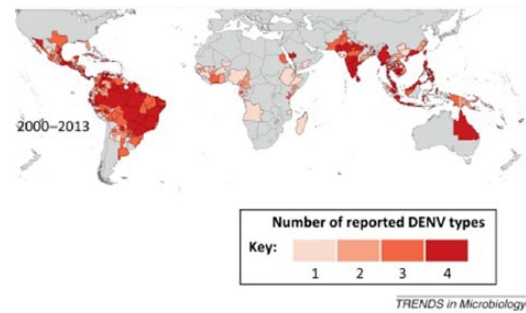 2000–2013
Number of reported DENV types
Key:
1 2 3 4
TRENDS in Microbiology